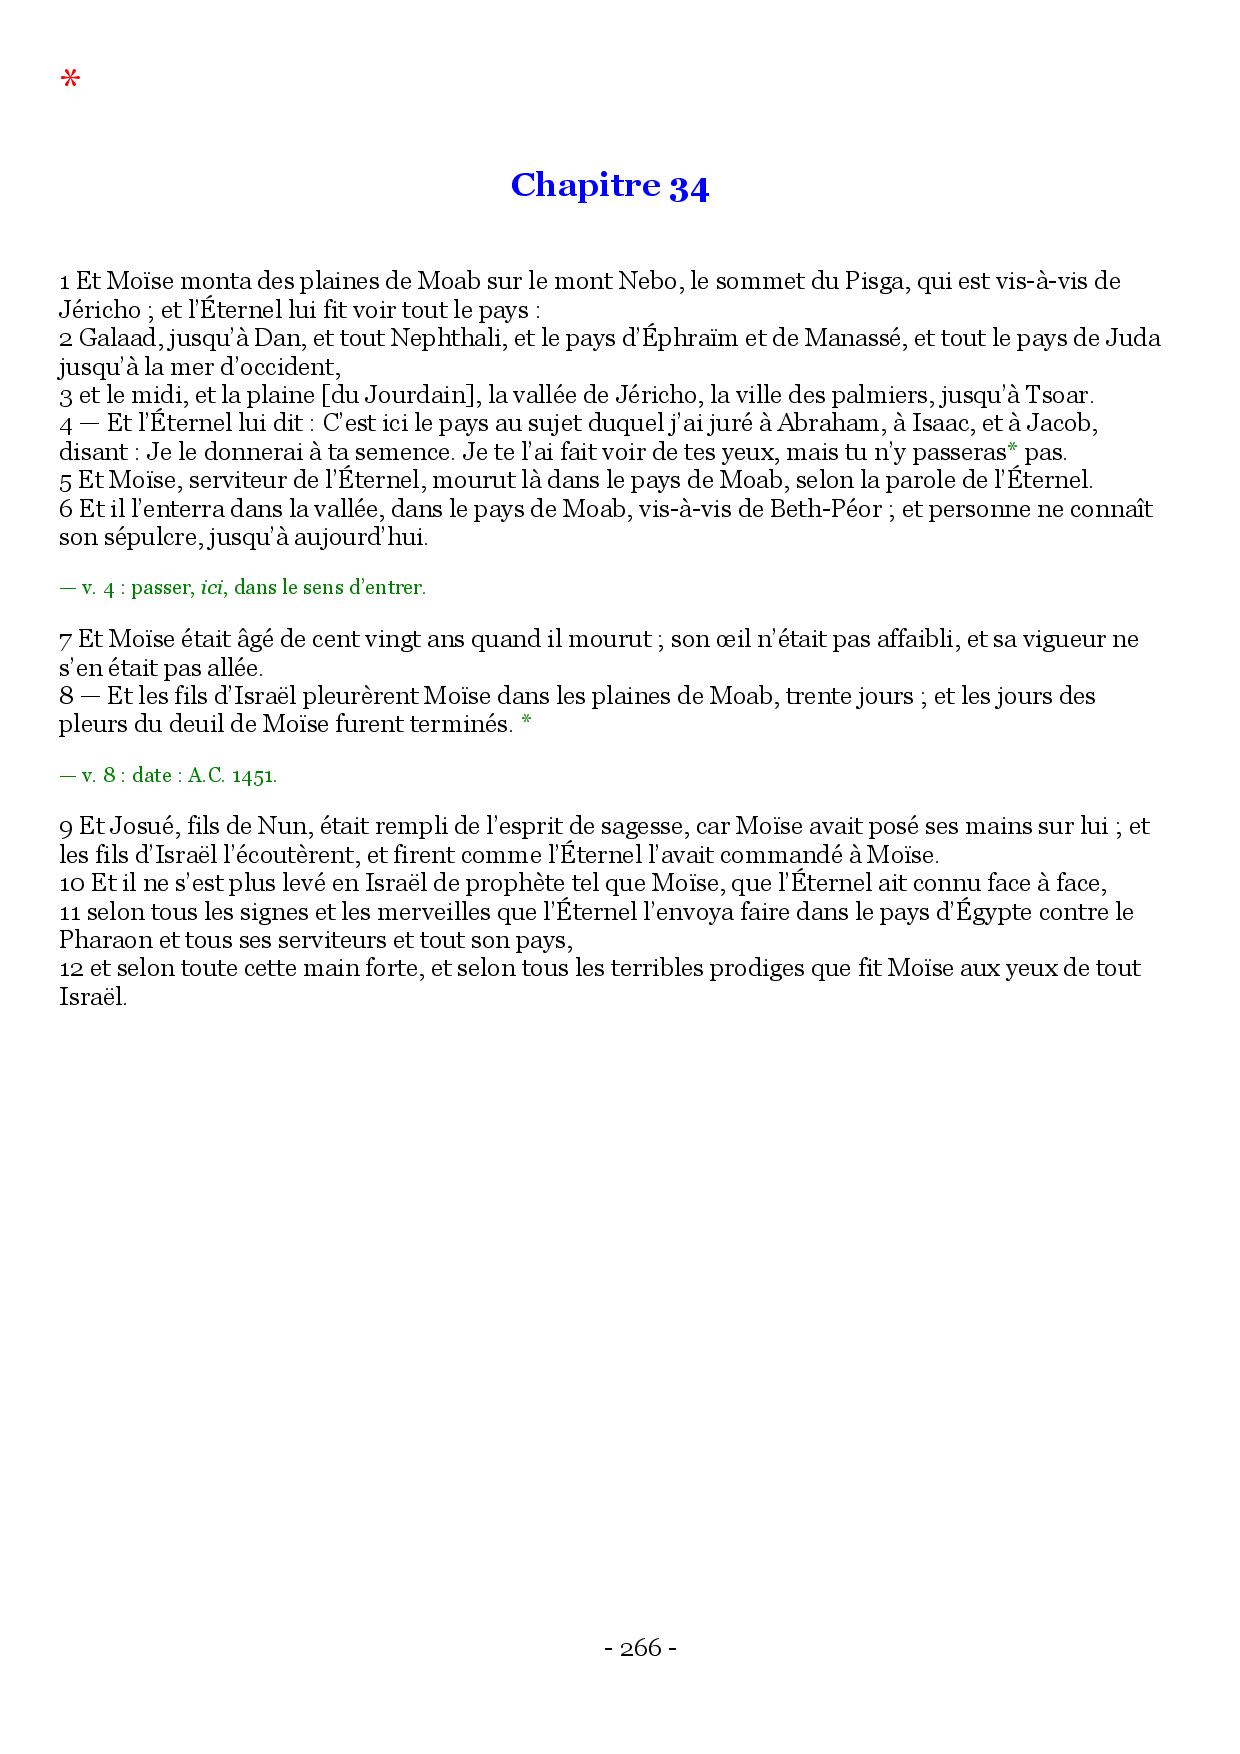 *
Chapitre 34
1 Et Moïse monta des plaines de Moab sur le mont Nebo, le sommet du Pisga, qui est vis-à-vis de
Jéricho ; et l’Éternel lui fit voir tout le pays :
2 Galaad, jusqu’à Dan, et tout Nephthali, et le pays d’Éphraïm et de Manassé, et tout le pays de Juda
jusqu’à la mer d’occident,
3 et le midi, et la plaine [du Jourdain], la vallée de Jéricho, la ville des palmiers, jusqu’à Tsoar.
4 — Et l’Éternel lui dit : C’est ici le pays au sujet duquel j’ai juré à Abraham, à Isaac, et à Jacob,
disant : Je le donnerai à ta semence. Je te l’ai fait voir de tes yeux, mais tu n’y passeras* pas.
5 Et Moïse, serviteur de l’Éternel, mourut là dans le pays de Moab, selon la parole de l’Éternel.
6 Et il l’enterra dans la vallée, dans le pays de Moab, vis-à-vis de Beth-Péor ; et personne ne connaît
son sépulcre, jusqu’à aujourd’hui.
— v. 4 : passer, ici, dans le sens d’entrer.
7 Et Moïse était âgé de cent vingt ans quand il mourut ; son œil n’était pas affaibli, et sa vigueur ne
s’en était pas allée.
8 — Et les fils d’Israël pleurèrent Moïse dans les plaines de Moab, trente jours ; et les jours des
pleurs du deuil de Moïse furent terminés. *
— v. 8 : date : A.C. 1451.
9 Et Josué, fils de Nun, était rempli de l’esprit de sagesse, car Moïse avait posé ses mains sur lui ; et
les fils d’Israël l’écoutèrent, et firent comme l’Éternel l’avait commandé à Moïse.
10 Et il ne s’est plus levé en Israël de prophète tel que Moïse, que l’Éternel ait connu face à face,
11 selon tous les signes et les merveilles que l’Éternel l’envoya faire dans le pays d’Égypte contre le
Pharaon et tous ses serviteurs et tout son pays,
12 et selon toute cette main forte, et selon tous les terribles prodiges que fit Moïse aux yeux de tout
Israël.
- 266 -